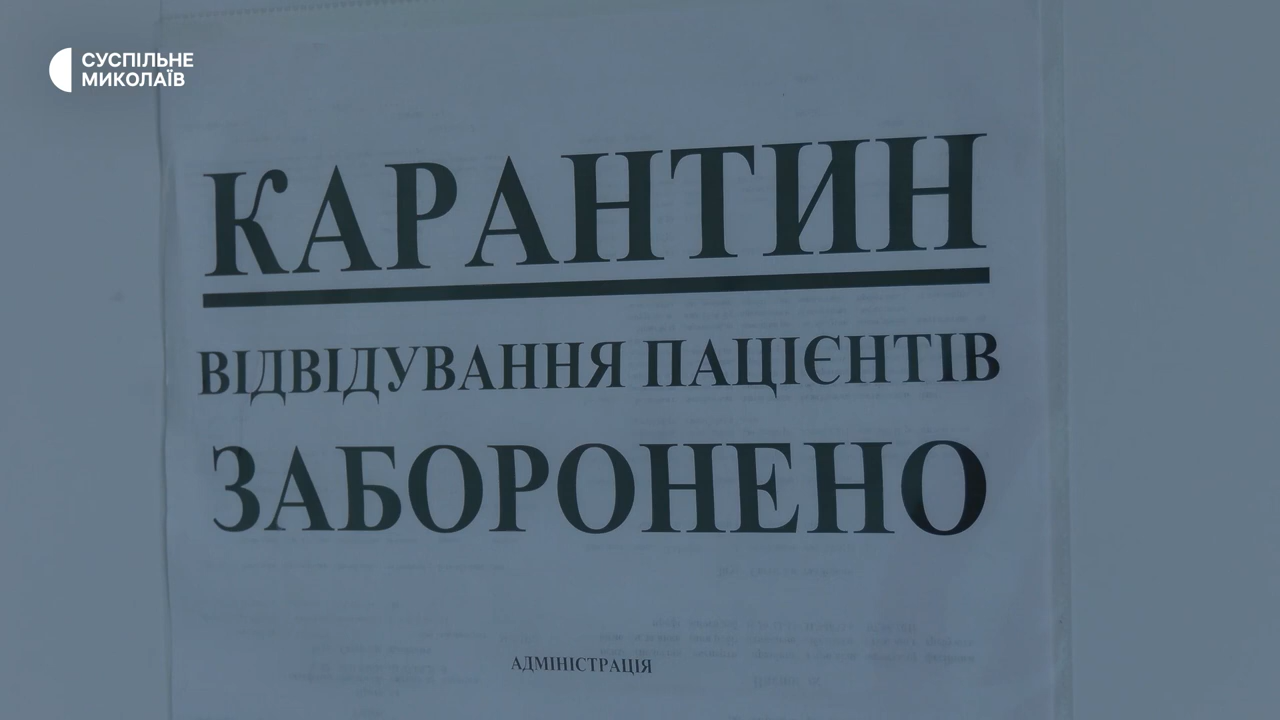 СУСПІЛЬНЕ
МИКОЛАЇВ
КАРАНТИН
ВІДВІДУВАННЯ ПАЦІЄНТІВ
ЗАБОРОНЕНО
АДМІНІСТРАЦІЯ